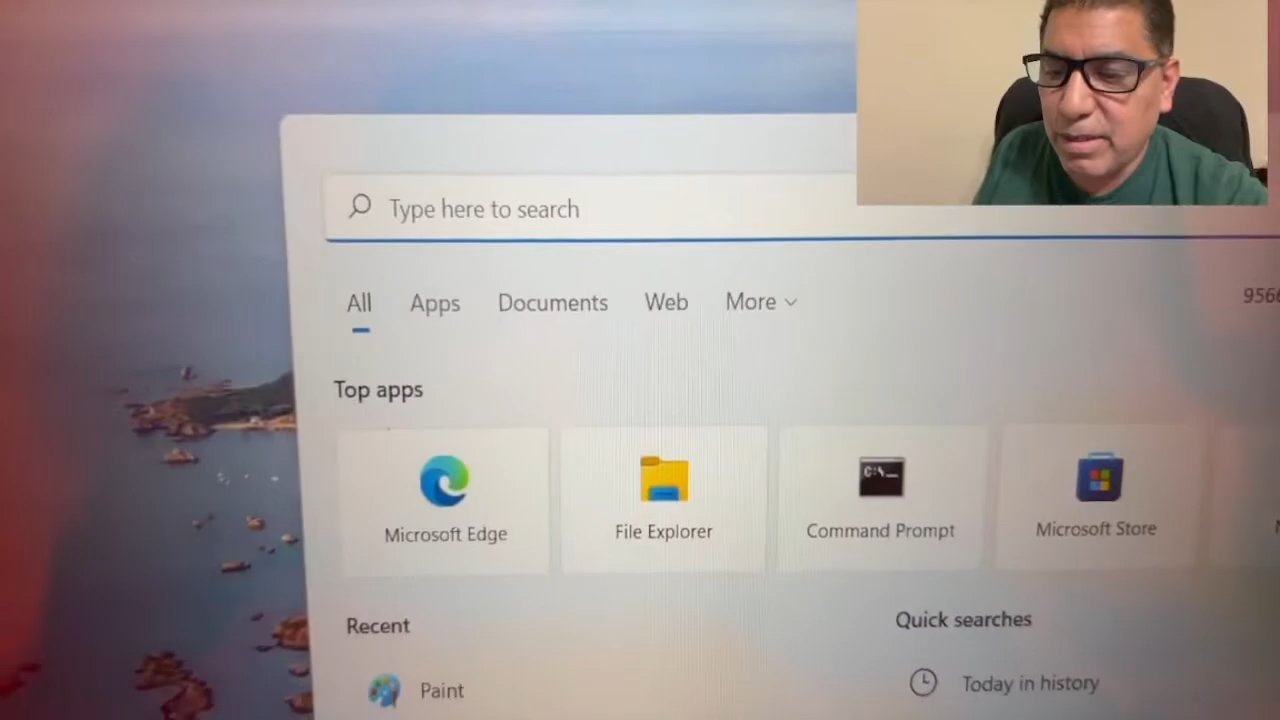 Type here to search
All Apps Documents Web More
9566
Top apps
C:\_
Microsoft Edge File Explorer Command Prompt Microsoft Store
Recent Quick searches
Paint Today in history